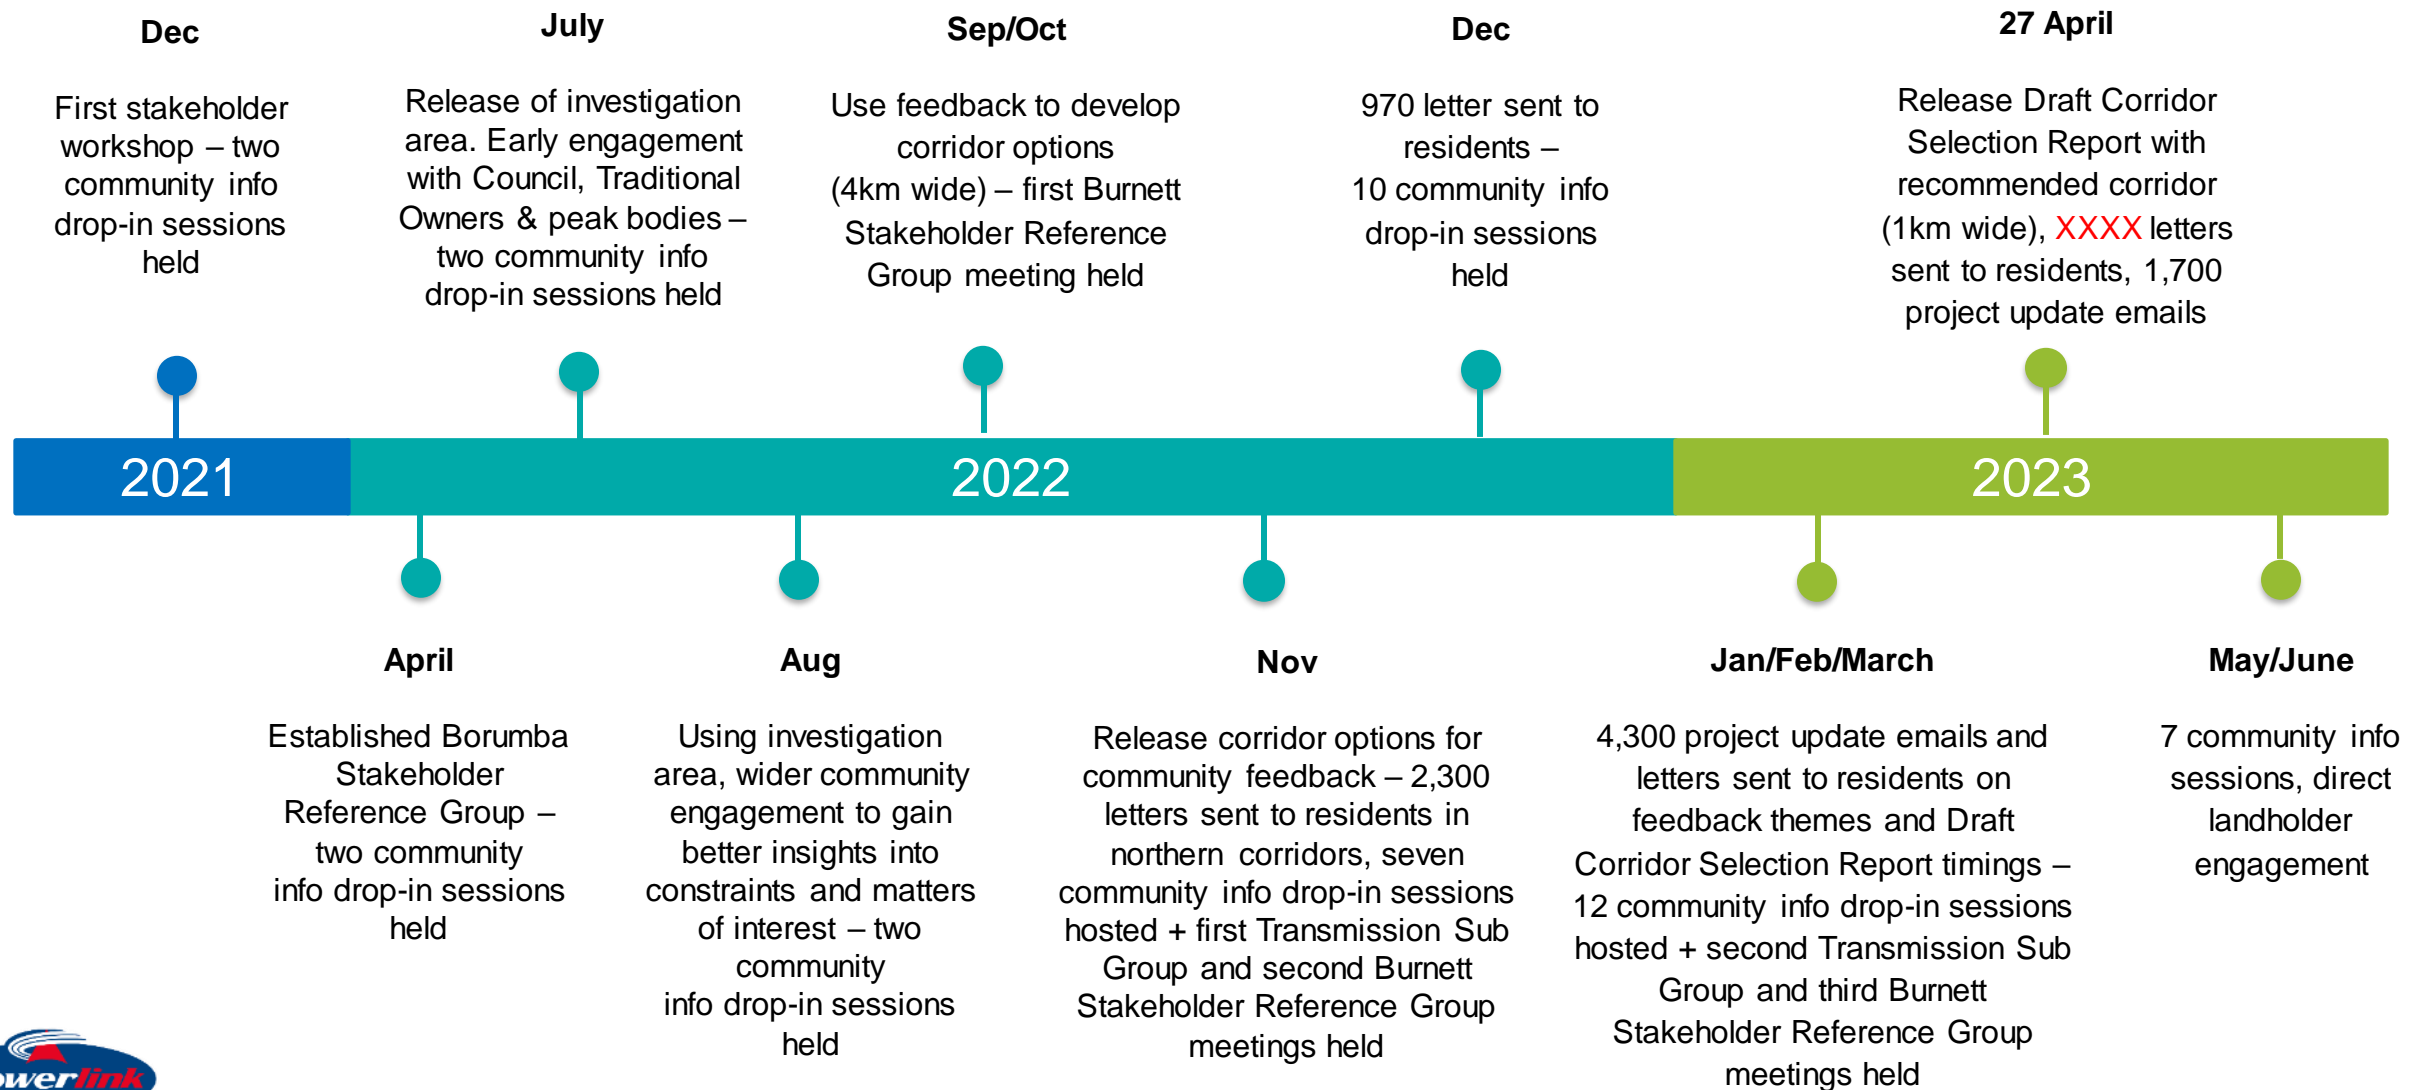 Dec
First stakeholder
workshop – two
community info
drop-in sessions
held
July
Release of investigation
area. Early engagement
with Council, Traditional
Owners & peak bodies –
two community info
drop-in sessions held
Sep/Oct
Use feedback to develop
corridor options
(4km wide) – first Burnett
Stakeholder Reference
Group meeting held
Dec
970 letter sent to
residents –
10 community info
drop-in sessions
held
27 April
Release Draft Corridor
Selection Report with
recommended corridor
(1km wide), XXXX letters
sent to residents, 1,700
project update emails
2021
2022
2023
April
Established Borumba
Stakeholder
Reference Group –
two community
info drop-in sessions
held
Aug
Using investigation
area, wider community
engagement to gain
better insights into
constraints and matters
of interest – two
community
info drop-in sessions
held
Nov
Release corridor options for
community feedback – 2,300
letters sent to residents in
northern corridors, seven
community info drop-in sessions
hosted + first Transmission Sub
Group and second Burnett
Stakeholder Reference Group
meetings held
Jan/Feb/March
4,300 project update emails and
letters sent to residents on
feedback themes and Draft
Corridor Selection Report timings –
12 community info drop-in sessions
hosted + second Transmission Sub
Group and third Burnett
Stakeholder Reference Group
meetings held
May/June
7 community info
sessions, direct
landholder
engagement
owerlink